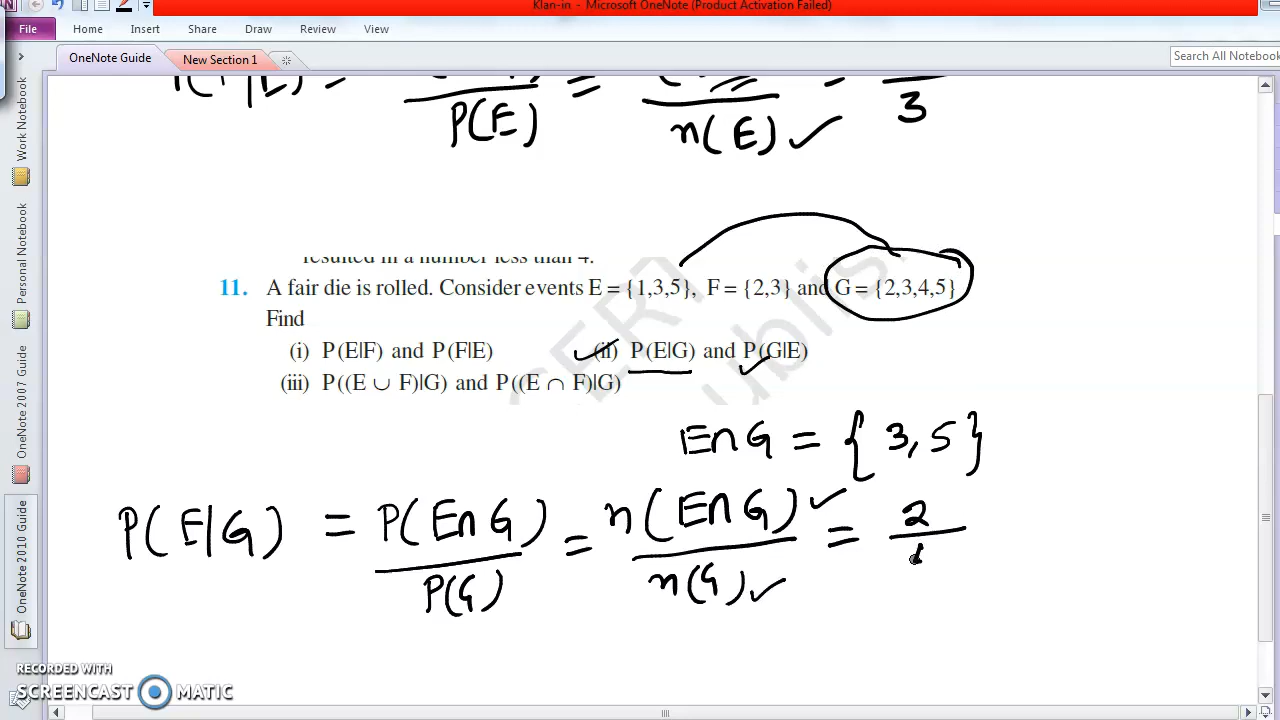 Klan-in - Microsoft OneNote (Product Activation Failed)
File Home Insert Share Draw Review View
OneNote Guide New Section 1
Search All Notebook
Work Notebook
Personal Notebook
OneNote 2007 Guide
OneNote 2010 Guide
P(E) = n(E) 3
resulted in a number less than 4.
11. A fair die is rolled. Consider events E = {1,3,5}, F = {2,3} and G = {2,3,4,5}
Find
(i) P(E|F) and P(F|E) (ii) P(E|G) and P(G|E)
(iii) P((E ∪ F)|G) and P((E ∩ F)|G)
E∩G = { 3, 5 }
P(E|G) = P(E∩G) = n(E∩G) = 2
P(G) n(G)
RECORDED WITH
SCREENCAST MATIC